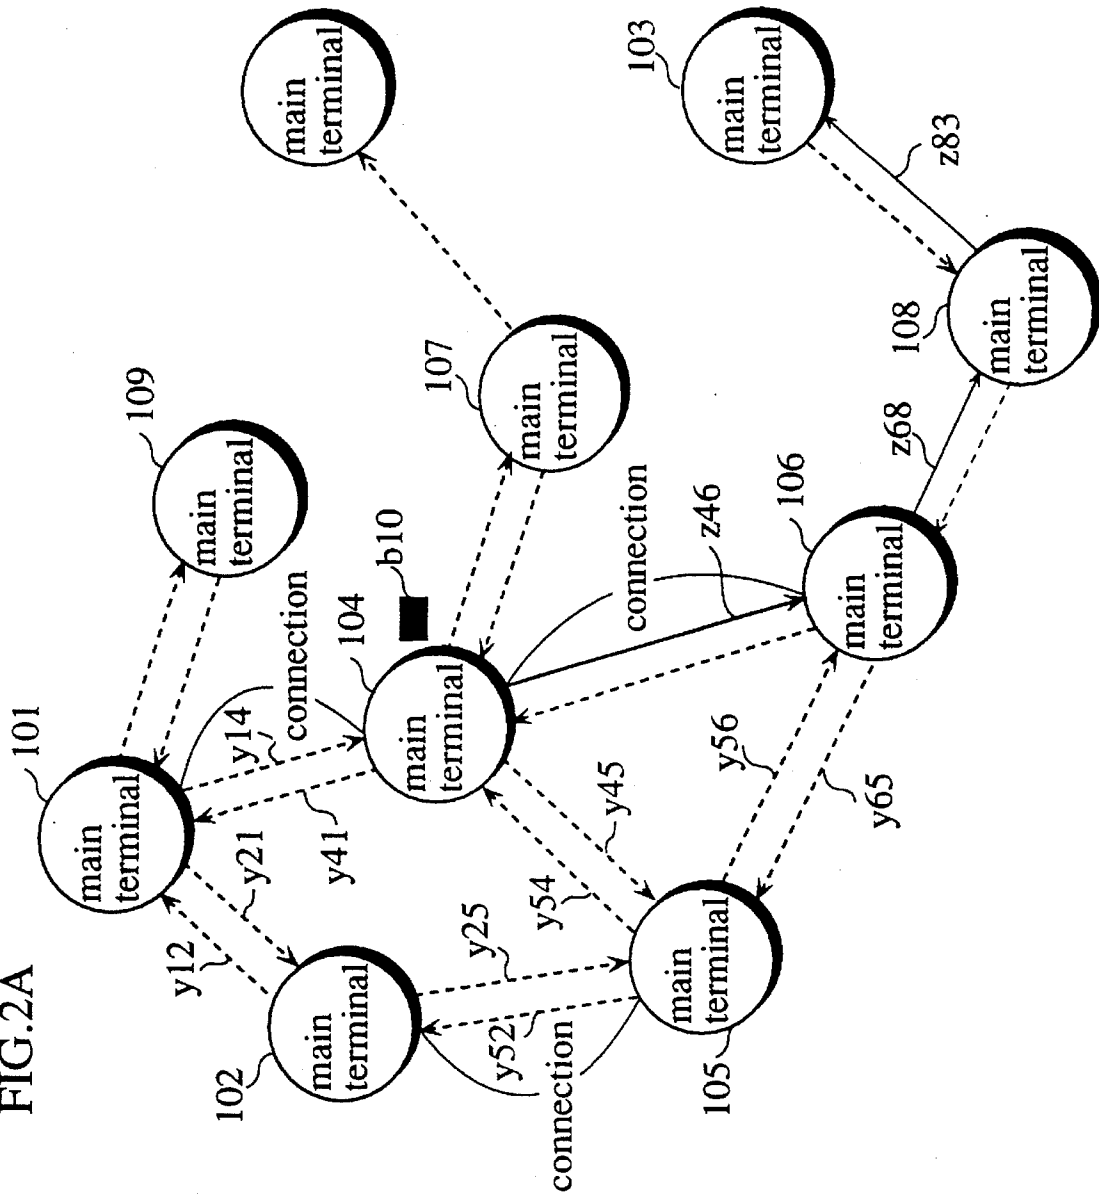 FIG.2A
102
main
terminal
y12
y21
101
main
terminal
109
main
terminal
connection
y41
y14
y52
y25
connection
105
main
terminal
y54
y45
104
main
terminal
b10
107
main
terminal
main
terminal
y56
y65
connection
z46
106
main
terminal
z68
108
main
terminal
z83
103
main
terminal